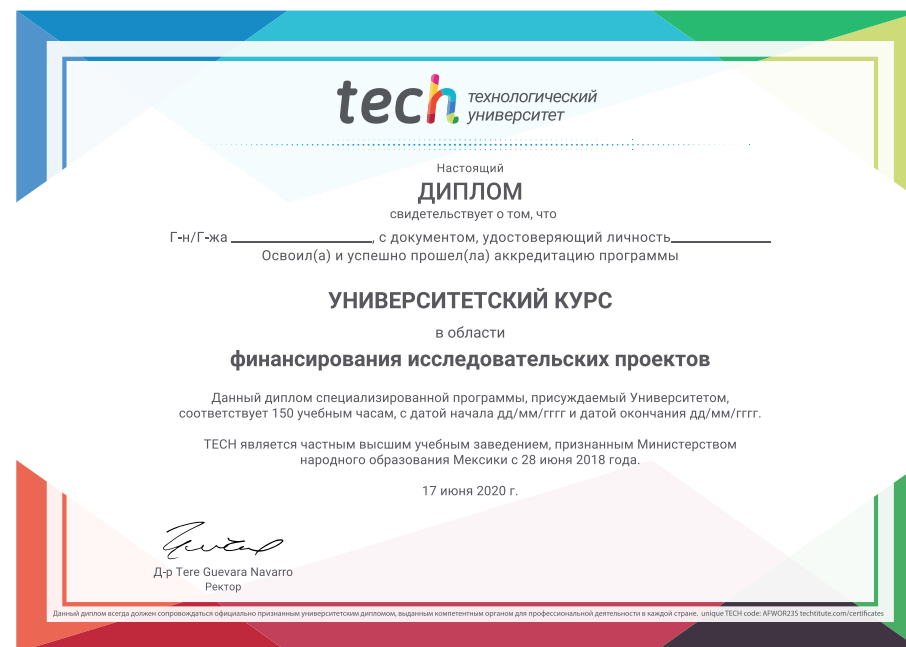 tech технологический
университет
Настоящий
ДИПЛОМ
свидетельствует о том, что
Г-н/Г-жа ____________________, с документом, удостоверяющий личность______________
Освоил(а) и успешно прошел(ла) аккредитацию программы
УНИВЕРСИТЕТСКИЙ КУРС
в области
финансирования исследовательских проектов
Данный диплом специализированной программы, присуждаемый Университетом,
соответствует 150 учебным часам, с датой начала дд/мм/гггг и датой окончания дд/мм/гггг.
TECH является частным высшим учебным заведением, признанным Министерством
народного образования Мексики с 28 июня 2018 года.
17 июня 2020 г.
Д-р Tere Guevara Navarro
Ректор
Данный диплом всегда должен сопровождаться официально признанным университетским дипломом, выданным компетентным органом для профессиональной деятельности в каждой стране. unique TECH code: AFWOR23S techtitute.com/certificates